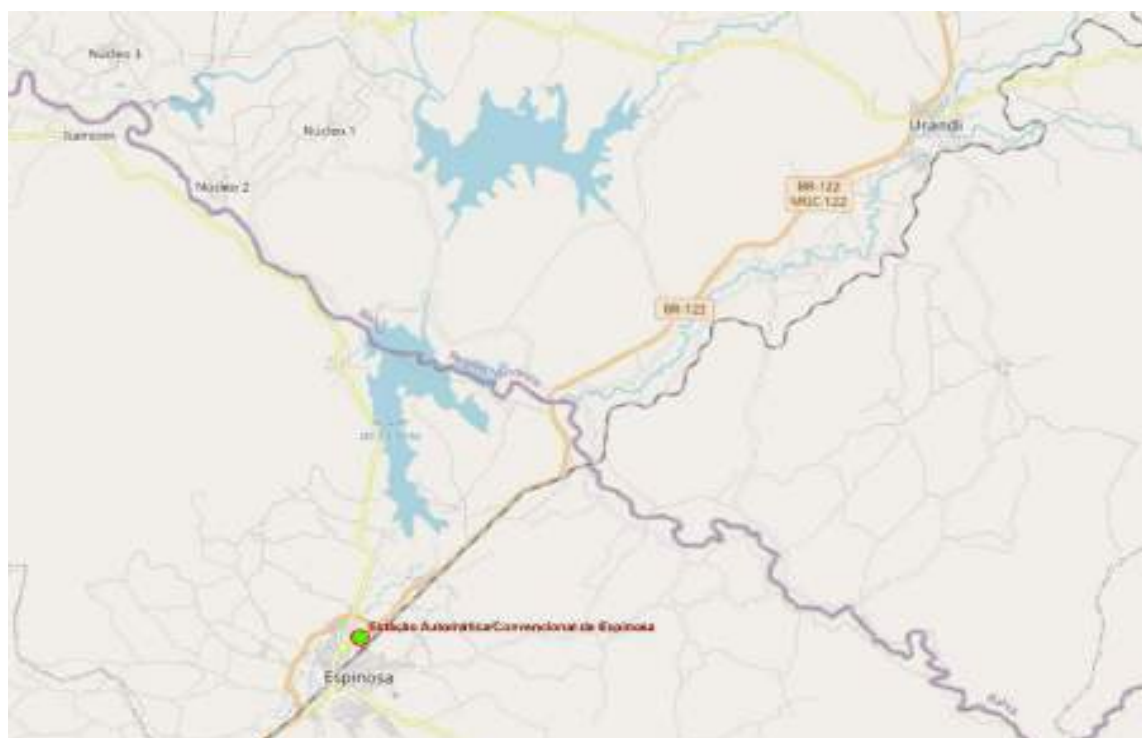 Núcleo 3
Núcleo 1
Urandi
Núcleo 2
BR-122
MGC-122
BR-122
Estação Automática/Convencional de Espinosa
Espinosa
Bahia